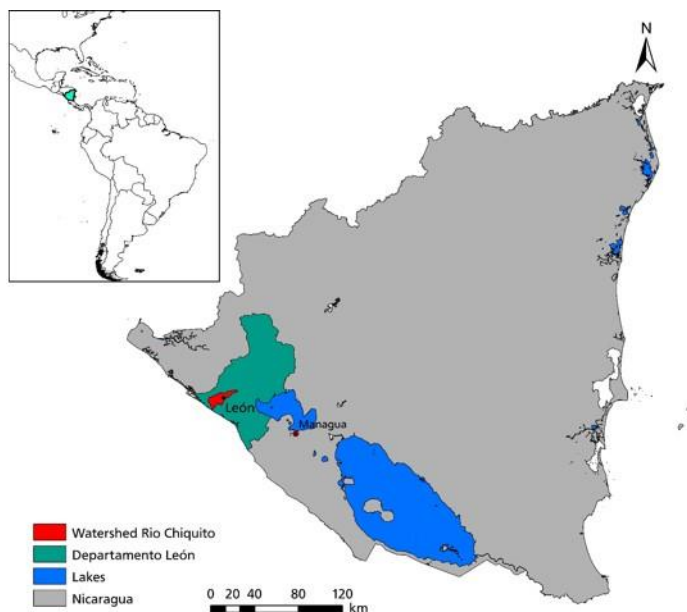 N
León
Managua
Watershed Rio Chiquito
Departamento León
Lakes
Nicaragua
0 20 40 80 120
km